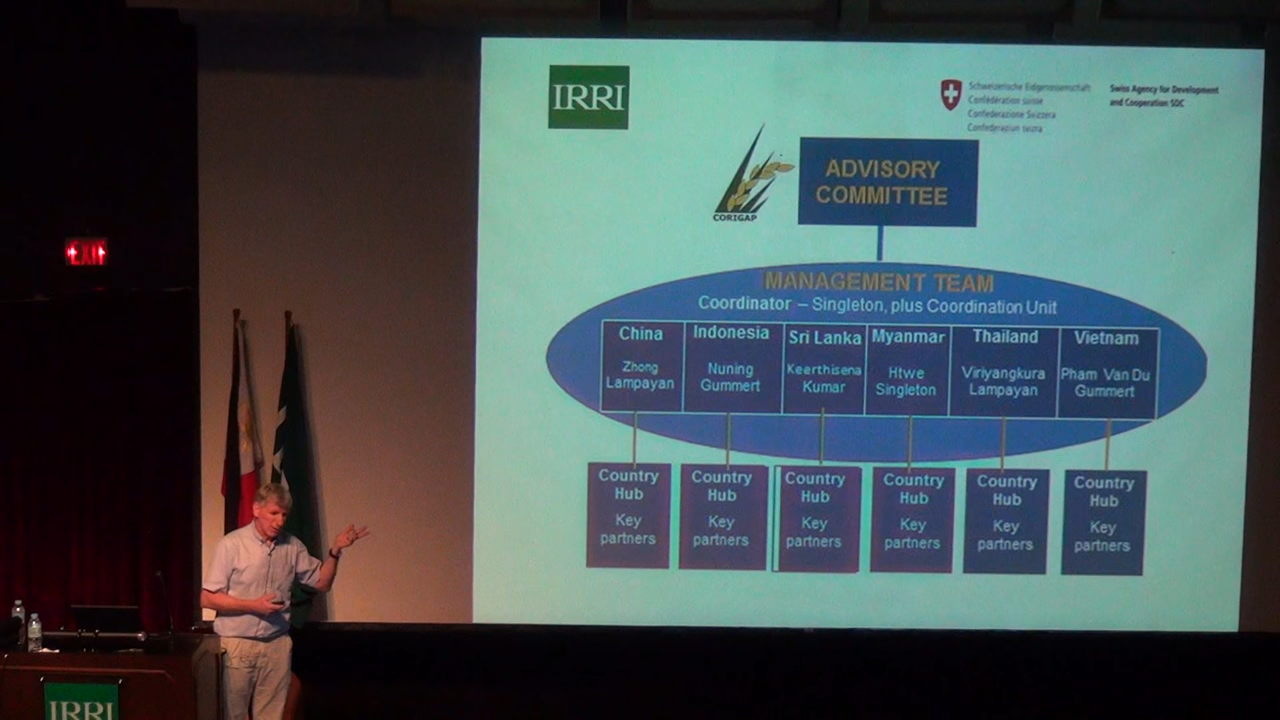 IRRI
Schweizerische Eidgenossenschaft
Confédération suisse
Confederazione Svizzera
Confederaziun svizra
Swiss Agency for Development
and Cooperation SDC
CORIGAP
ADVISORY
COMMITTEE
EXIT
MANAGEMENT TEAM
Coordinator – Singleton, plus Coordination Unit
China
Zhong
Lampayan
Indonesia
Nuning
Gummert
Sri Lanka
Keerthisena
Kumar
Myanmar
Htwe
Singleton
Thailand
Viriyangkura
Lampayan
Vietnam
Pham Van Du
Gummert
Country
Hub
Key
partners
Country
Hub
Key
partners
Country
Hub
Key
partners
Country
Hub
Key
partners
Country
Hub
Key
partners
Country
Hub
Key
partners
IRRI